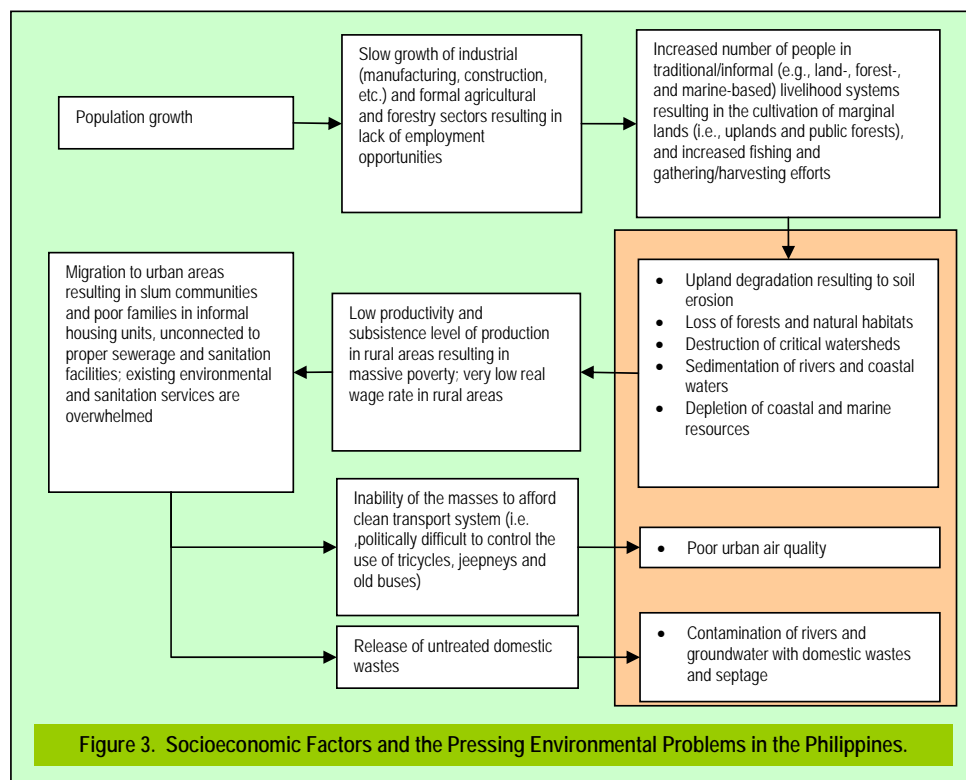 Population growth
Slow growth of industrial
(manufacturing, construction,
etc.) and formal agricultural
and forestry sectors resulting in
lack of employment
opportunities
Increased number of people in
traditional/informal (e.g., land-, forest-,
and marine-based) livelihood systems
resulting in the cultivation of marginal
lands (i.e., uplands and public forests),
and increased fishing and
gathering/harvesting efforts
• Upland degradation resulting to soil
erosion
• Loss of forests and natural habitats
• Destruction of critical watersheds
• Sedimentation of rivers and coastal
waters
• Depletion of coastal and marine
resources
Low productivity and
subsistence level of production
in rural areas resulting in
massive poverty; very low real
wage rate in rural areas
Migration to urban areas
resulting in slum communities
and poor families in informal
housing units, unconnected to
proper sewerage and sanitation
facilities; existing environmental
and sanitation services are
overwhelmed
Inability of the masses to afford
clean transport system (i.e.
,politically difficult to control the
use of tricycles, jeepneys and
old buses)
• Poor urban air quality
Release of untreated domestic
wastes
• Contamination of rivers and
groundwater with domestic wastes
and septage
Figure 3. Socioeconomic Factors and the Pressing Environmental Problems in the Philippines.